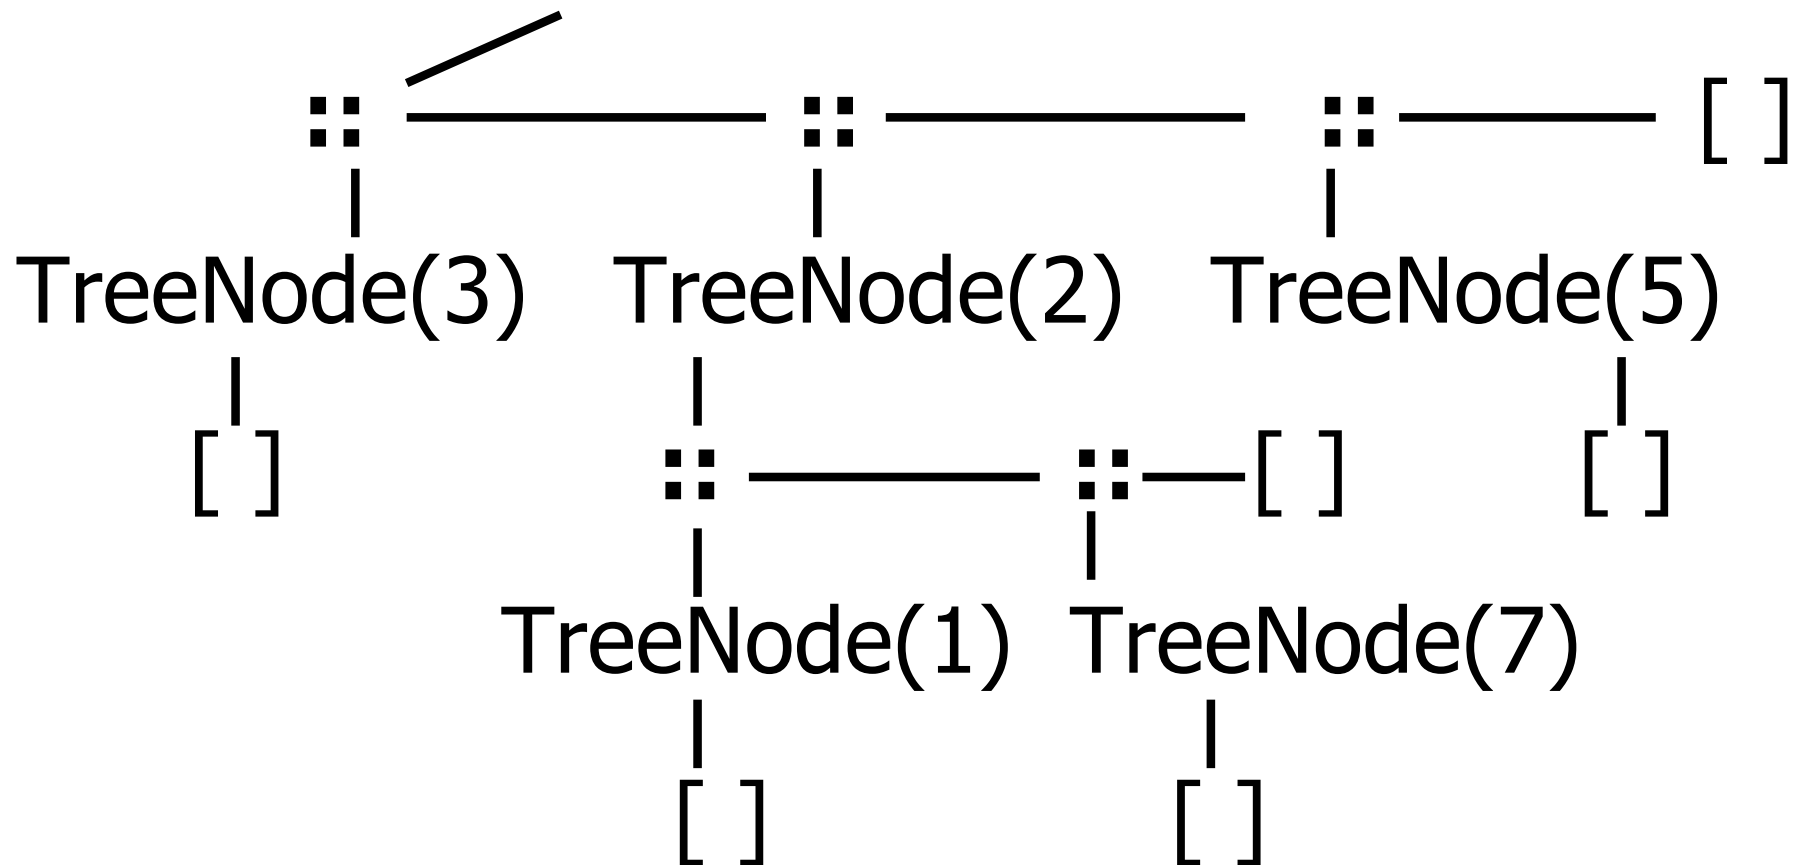 :: :: :: [ ]
TreeNode(3) TreeNode(2) TreeNode(5)
[ ] :: :: [ ] [ ]
TreeNode(1) TreeNode(7)
[ ] [ ]